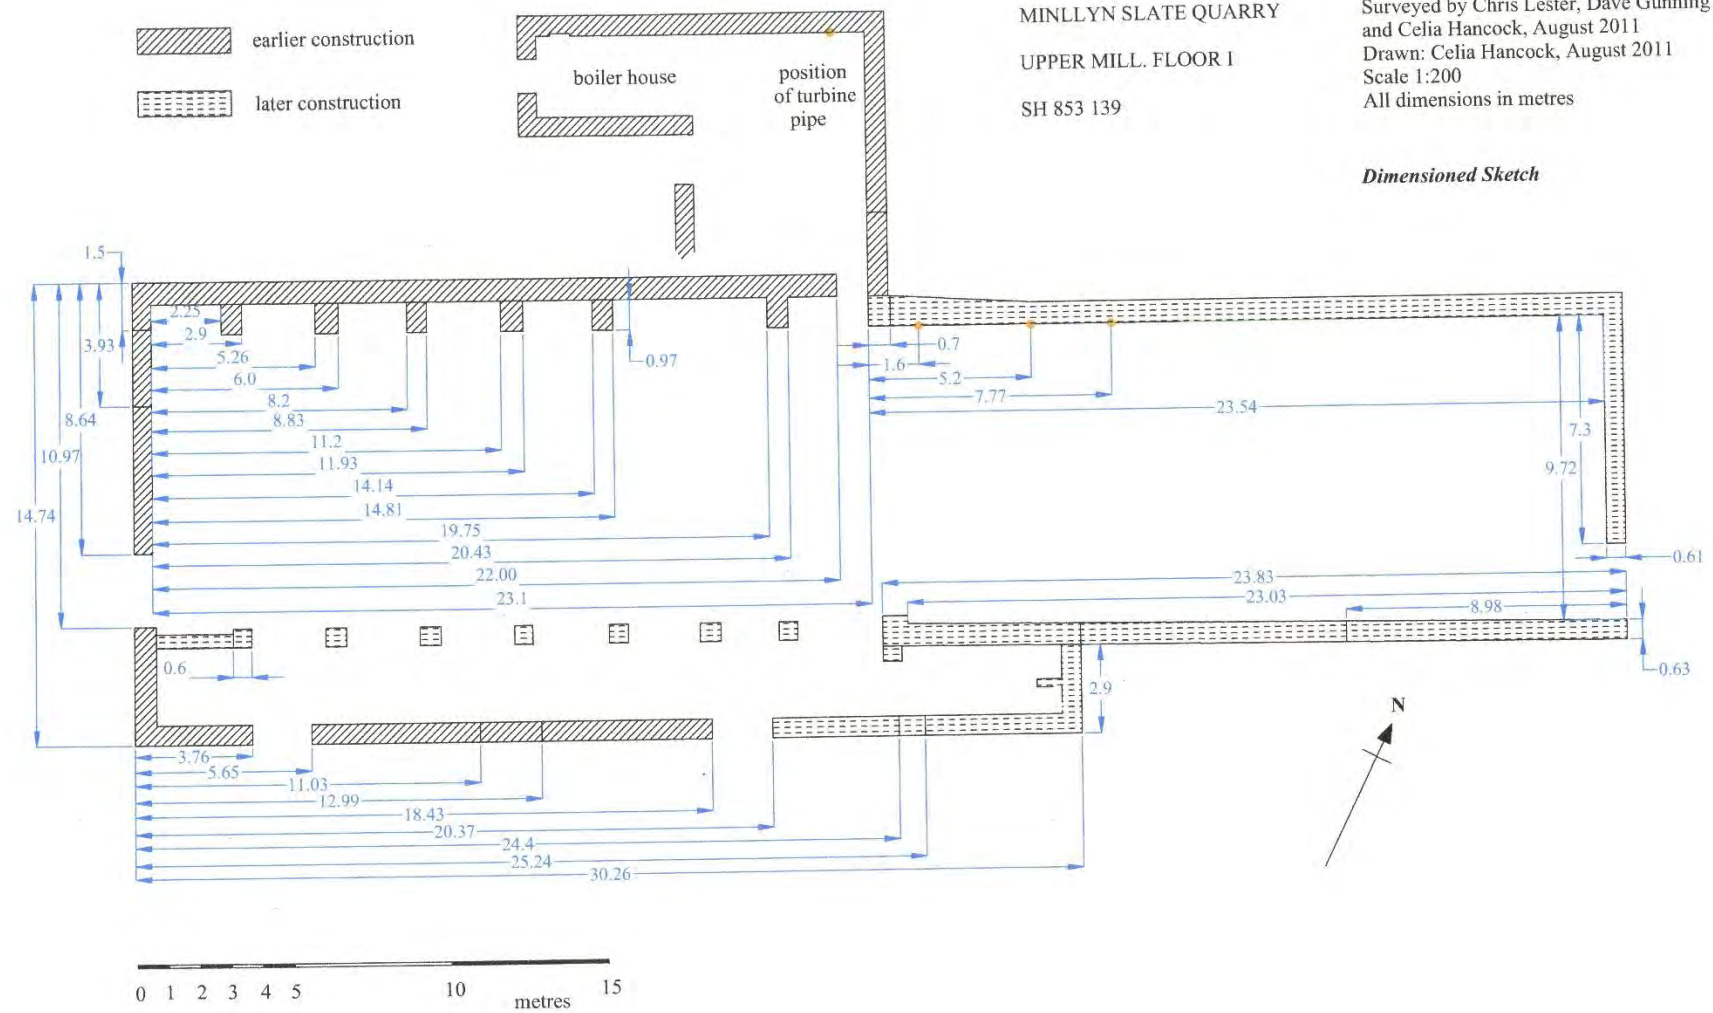 earlier construction
later construction
boiler house
position
of turbine
pipe
MINLLYN SLATE QUARRY
UPPER MILL. FLOOR I
SH 853 139
Surveyed by Chris Lester, Dave Gunning
and Celia Hancock, August 2011
Drawn: Celia Hancock, August 2011
Scale 1:200
All dimensions in metres
Dimensioned Sketch
1.5
2.25
2.9
3.93
5.26
6.0
8.2
8.64
8.83
10.97
11.2
11.93
14.14
14.74
14.81
19.75
20.43
22.00
23.1
0.97
0.7
1.6
5.2
7.77
23.54
7.3
9.72
0.61
23.83
23.03
8.98
0.63
0.6
2.9
N
3.76
5.65
11.03
12.99
18.43
20.37
24.4
25.24
30.26
0 1 2 3 4 5 10 metres 15